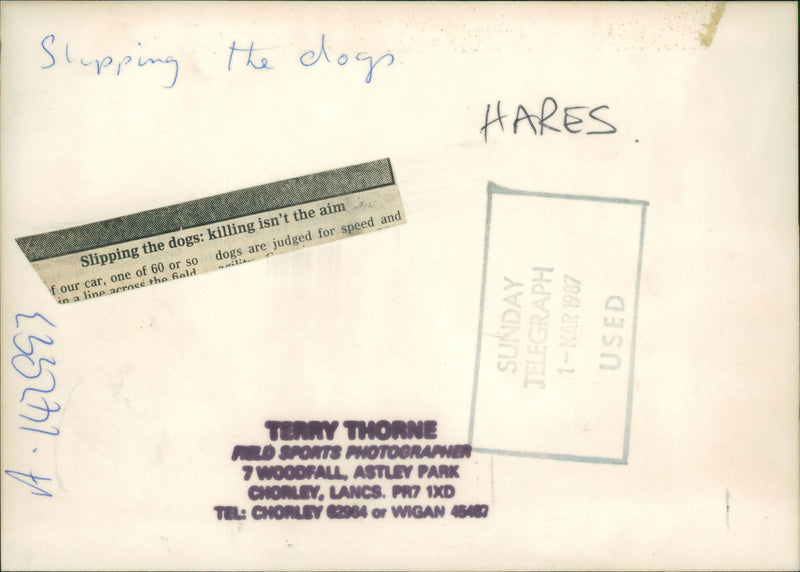 Slipping the dogs.
HARES.
Slipping the dogs: killing isn't the aim
f our car, one of 60 or so
in a line across the field
dogs are judged for speed and
agility.
SUNDAY
TELEGRAPH
1-MAR 1987
USED
TERRY THORNE
FIELD SPORTS PHOTOGRAPHER
7 WOODFALL, ASTLEY PARK
CHORLEY, LANCS. PR7 1XD
TEL: CHORLEY 62964 or WIGAN